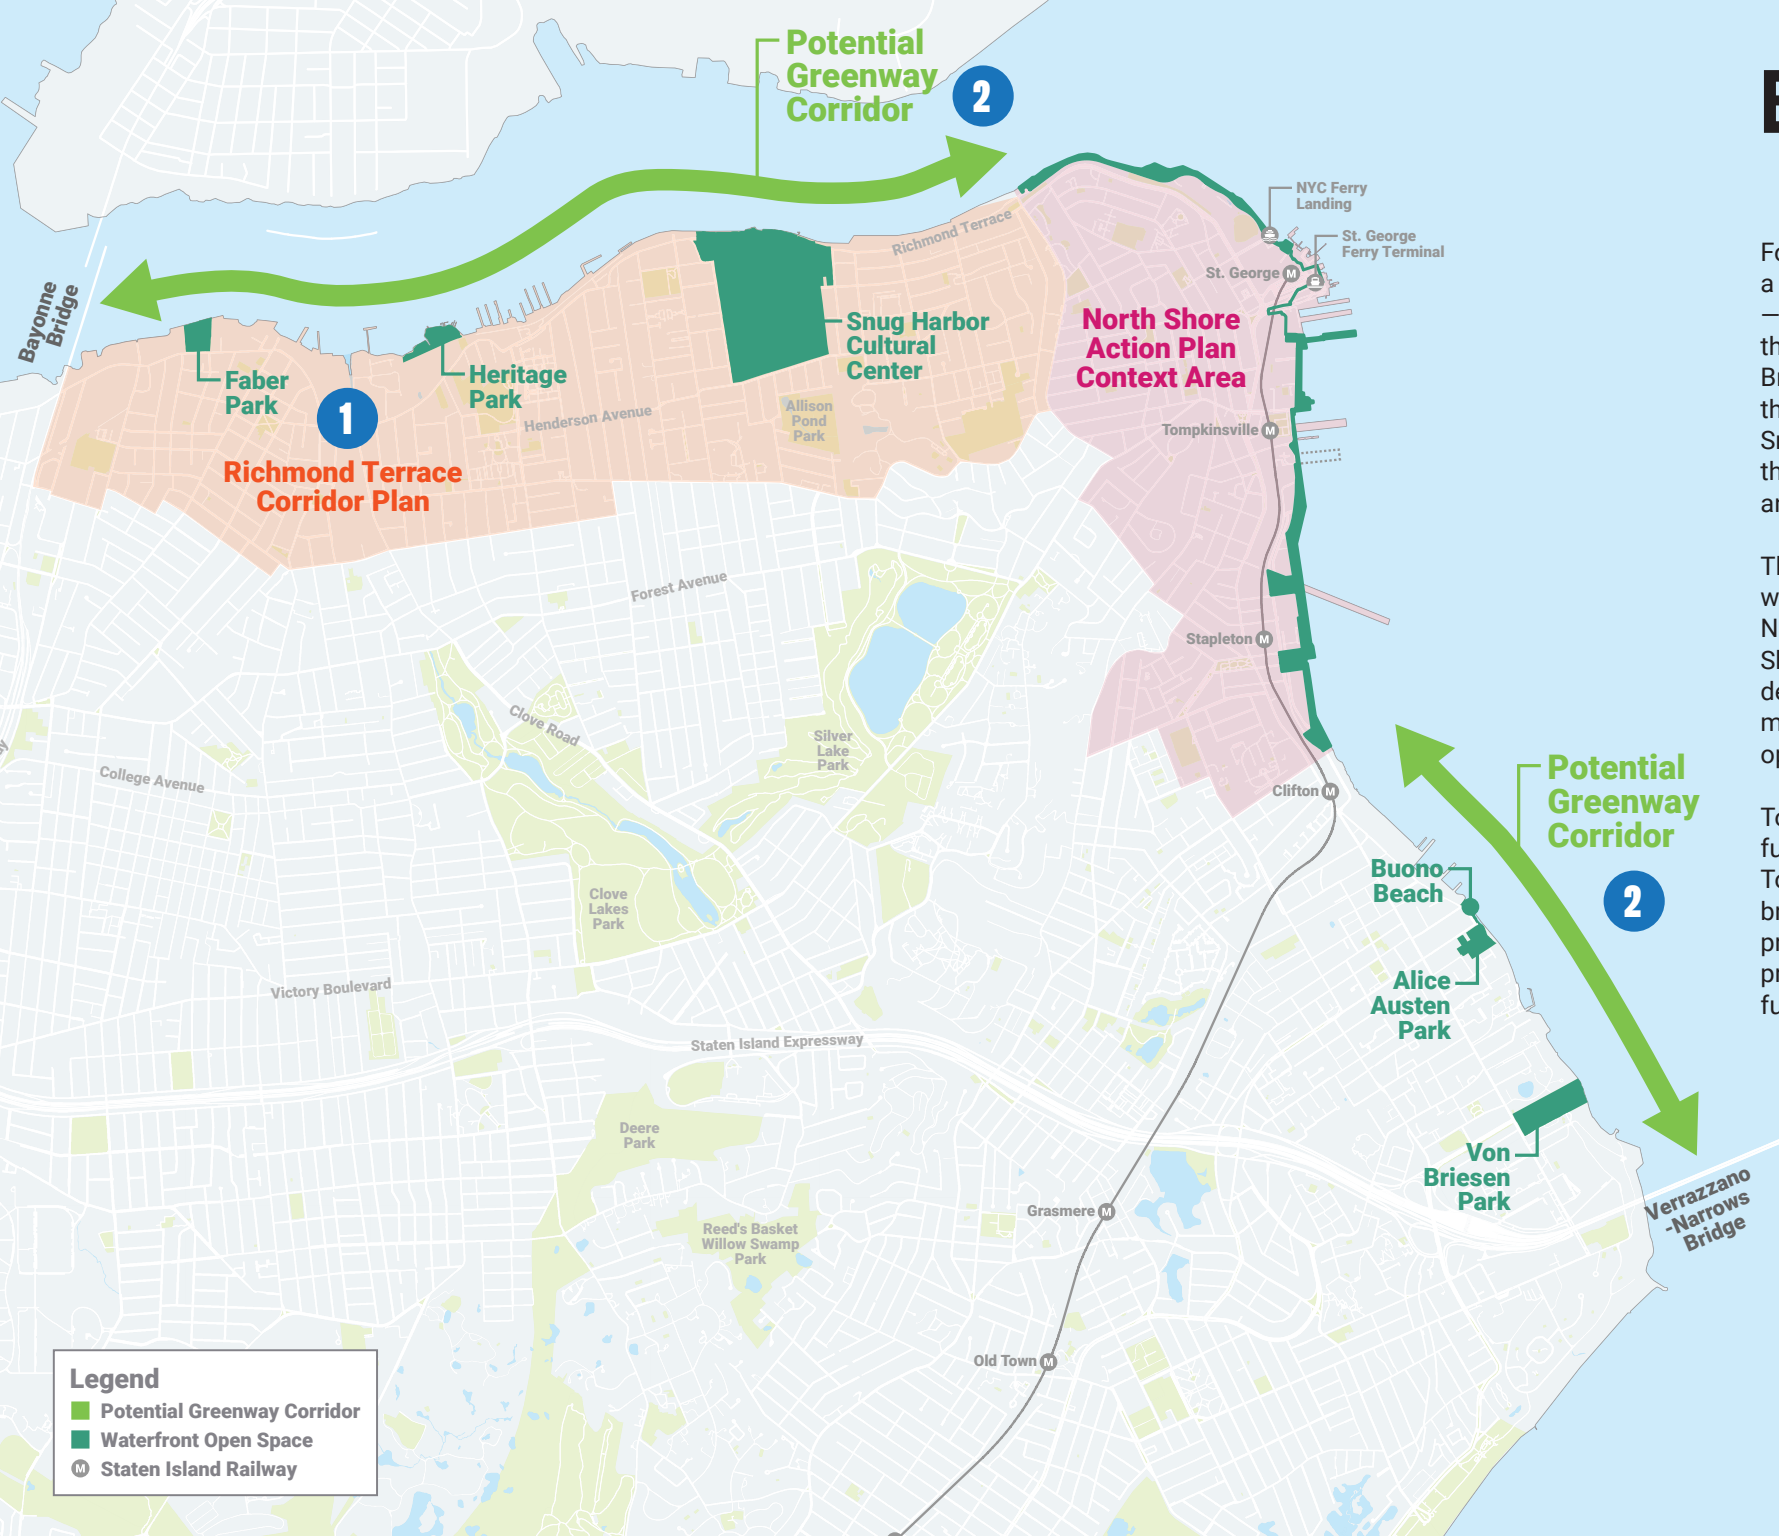 Potential
Greenway
Corridor
2
NYC Ferry
Landing
St. George
Ferry Terminal
St. George
M
Richmond Terrace
Bayonne
Bridge
North Shore
Action Plan
Context Area
Snug Harbor
Cultural
Center
Faber
Park
Heritage
Park
1
Henderson Avenue
Allison
Pond
Park
Tompkinsville
M
Richmond Terrace
Corridor Plan
Forest Avenue
Stapleton
M
Clove Road
Silver
Lake
Park
College Avenue
Clifton
M
Potential
Greenway
Corridor
2
Buono
Beach
Clove
Lakes
Park
Alice
Austen
Park
Victory Boulevard
Staten Island Expressway
Deere
Park
Von
Briesen
Park
Verrazzano
-Narrows
Bridge
Grasmere
M
Reed's Basket
Willow Swamp
Park
Old Town
M
Legend
Potential Greenway Corridor
Waterfront Open Space
M
Staten Island Railway